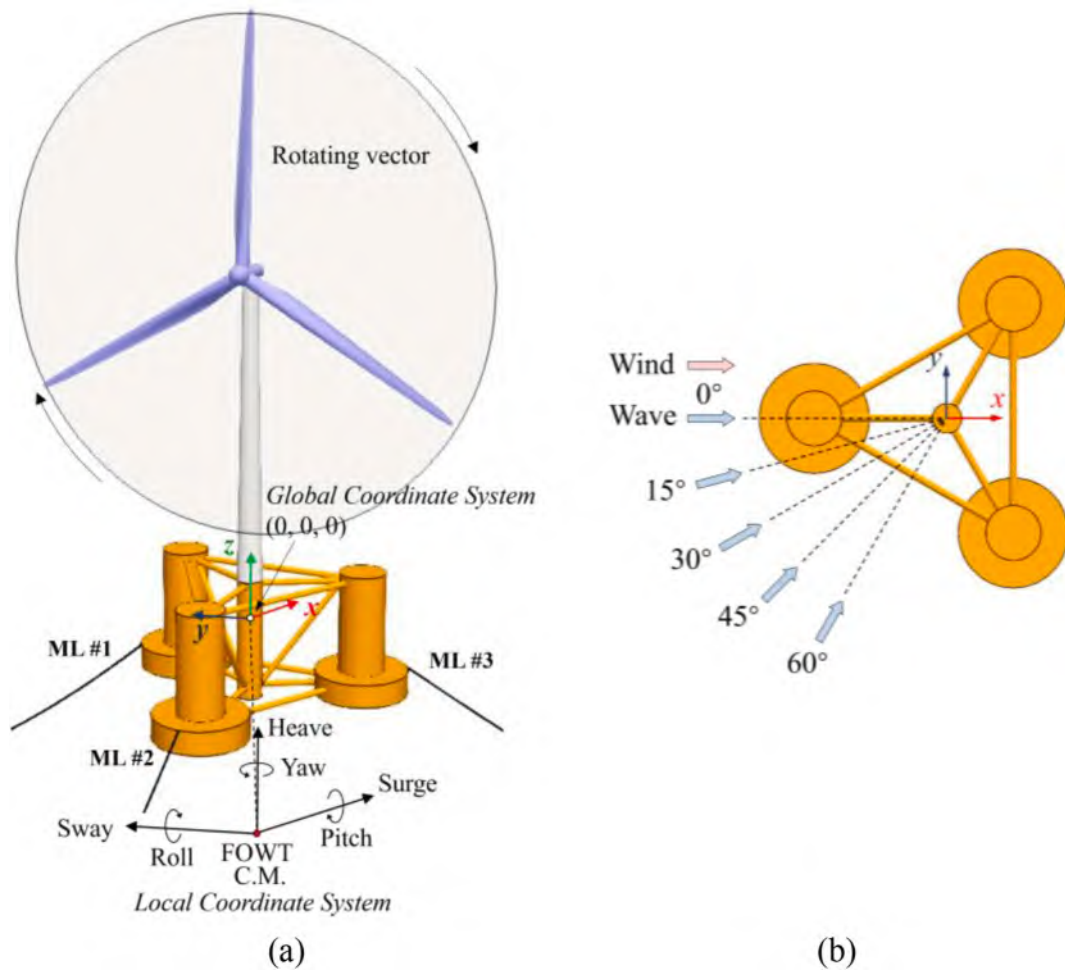 Rotating vector
Global Coordinate System
(0, 0, 0)
z
x
y
ML #1
ML #3
ML #2
Heave
Yaw
Surge
Sway
Pitch
Roll
FOWT
C.M.
Local Coordinate System
(a)
Wind
0°
y
x
Wave
15°
30°
45°
60°
(b)